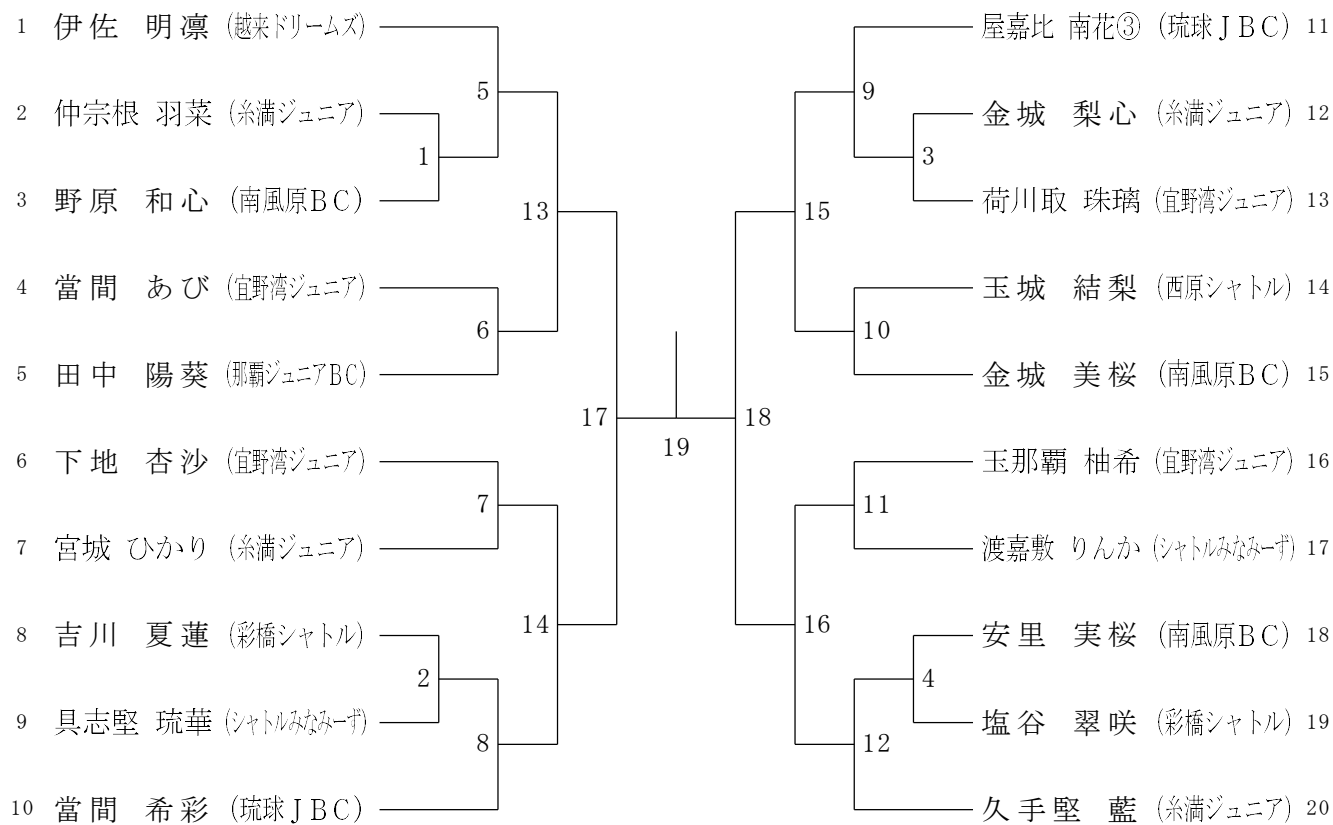 1 伊佐 明凛 (越来ドリームズ)
2 仲宗根 羽菜 (糸満ジュニア)
3 野原 和心 (南風原BC)
4 當間 あび (宜野湾ジュニア)
5 田中 陽葵 (那覇ジュニアBC)
6 下地 杏沙 (宜野湾ジュニア)
7 宮城 ひかり (糸満ジュニア)
8 吉川 夏蓮 (彩橋シャトル)
9 具志堅 琉華 (シャトルみなみーず)
10 當間 希彩 (琉球JBC)
5
1
13
6
17
7
14
2
8
19
9
3
15
10
18
11
16
4
12
屋嘉比 南花③ (琉球JBC) 11
金城 梨心 (糸満ジュニア) 12
荷川取 珠璃 (宜野湾ジュニア) 13
玉城 結梨 (西原シャトル) 14
金城 美桜 (南風原BC) 15
玉那覇 柚希 (宜野湾ジュニア) 16
渡嘉敷 りんか (シャトルみなみーず) 17
安里 実桜 (南風原BC) 18
塩谷 翠咲 (彩橋シャトル) 19
久手堅 藍 (糸満ジュニア) 20